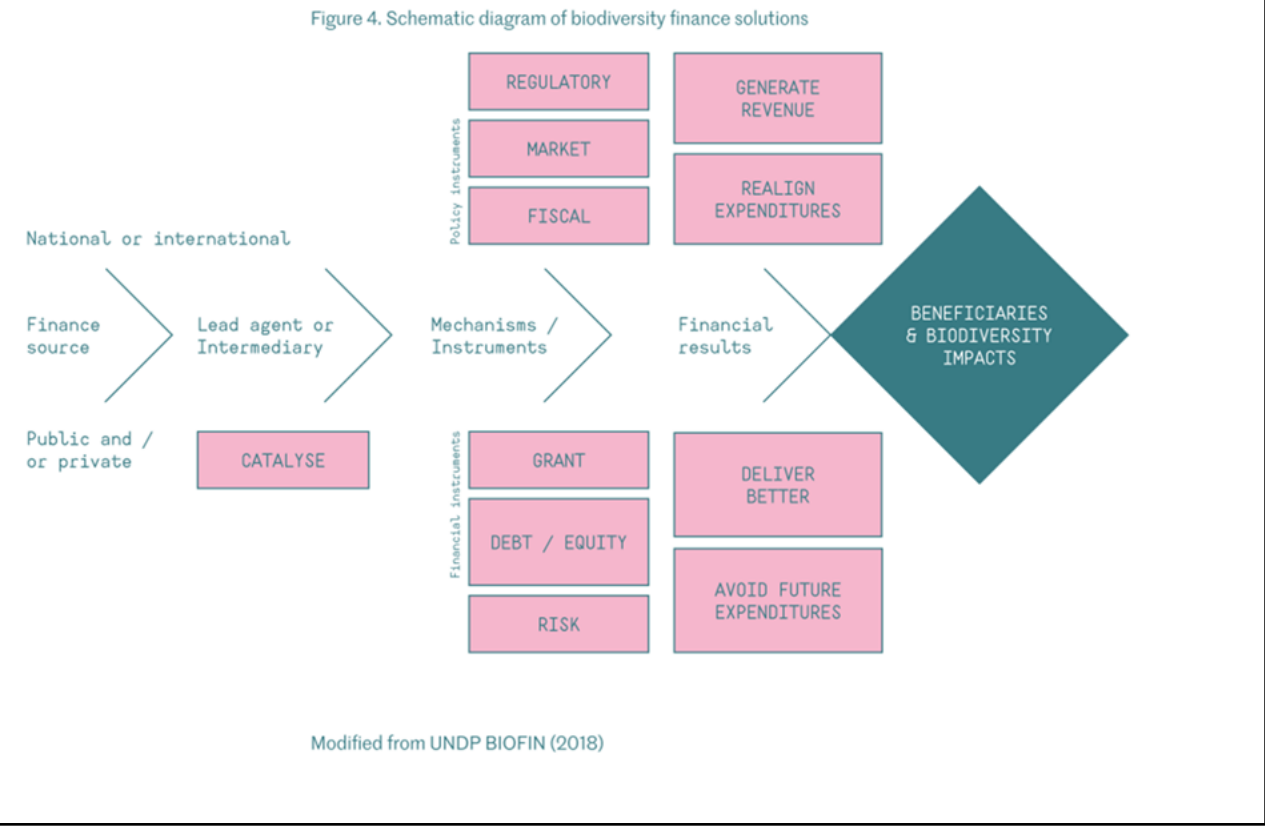 Figure 4. Schematic diagram of biodiversity finance solutions
REGULATORY
MARKET
FISCAL
Policy instruments
GENERATE
REVENUE
REALIGN
EXPENDITURES
National or international
Finance
source
Lead agent or
Intermediary
Mechanisms /
Instruments
Financial
results
BENEFICIARIES
& BIODIVERSITY
IMPACTS
Public and /
or private
CATALYSE
Financial instruments
GRANT
DEBT / EQUITY
RISK
DELIVER
BETTER
AVOID FUTURE
EXPENDITURES
Modified from UNDP BIOFIN (2018)